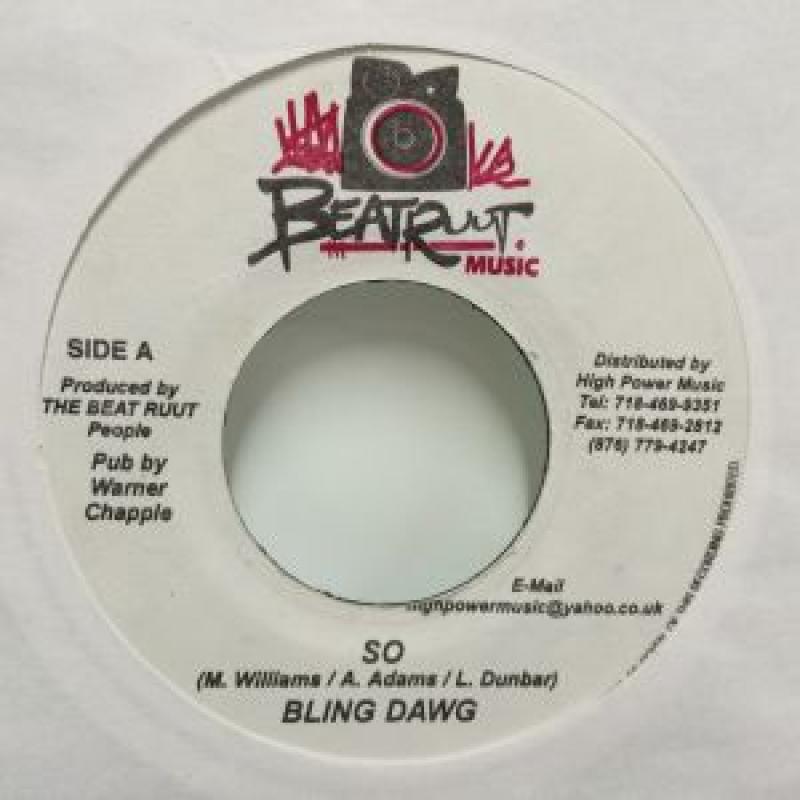 BEATRUUT
MUSIC
SIDE A
Produced by
THE BEAT RUUT
People
Pub by
Warner
Chapple
Distributed by
High Power Music
Tel: 718-469-9351
Fax: 718-469-2812
(876) 779-4247
E-Mail
highpowermusic@yahoo.co.uk
SO
(M. Williams / A. Adams / L. Dunbar)
BLING DAWG